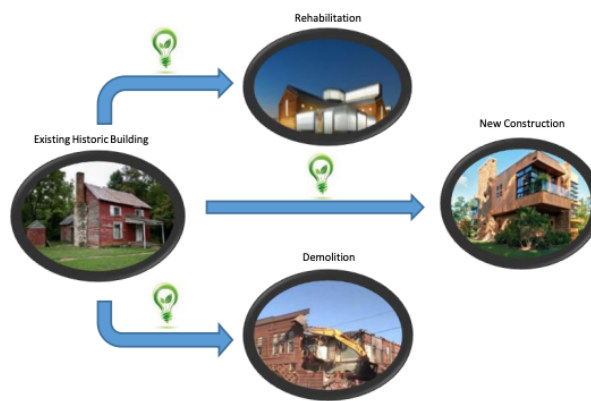 Rehabilitation
Existing Historic Building
New Construction
Demolition